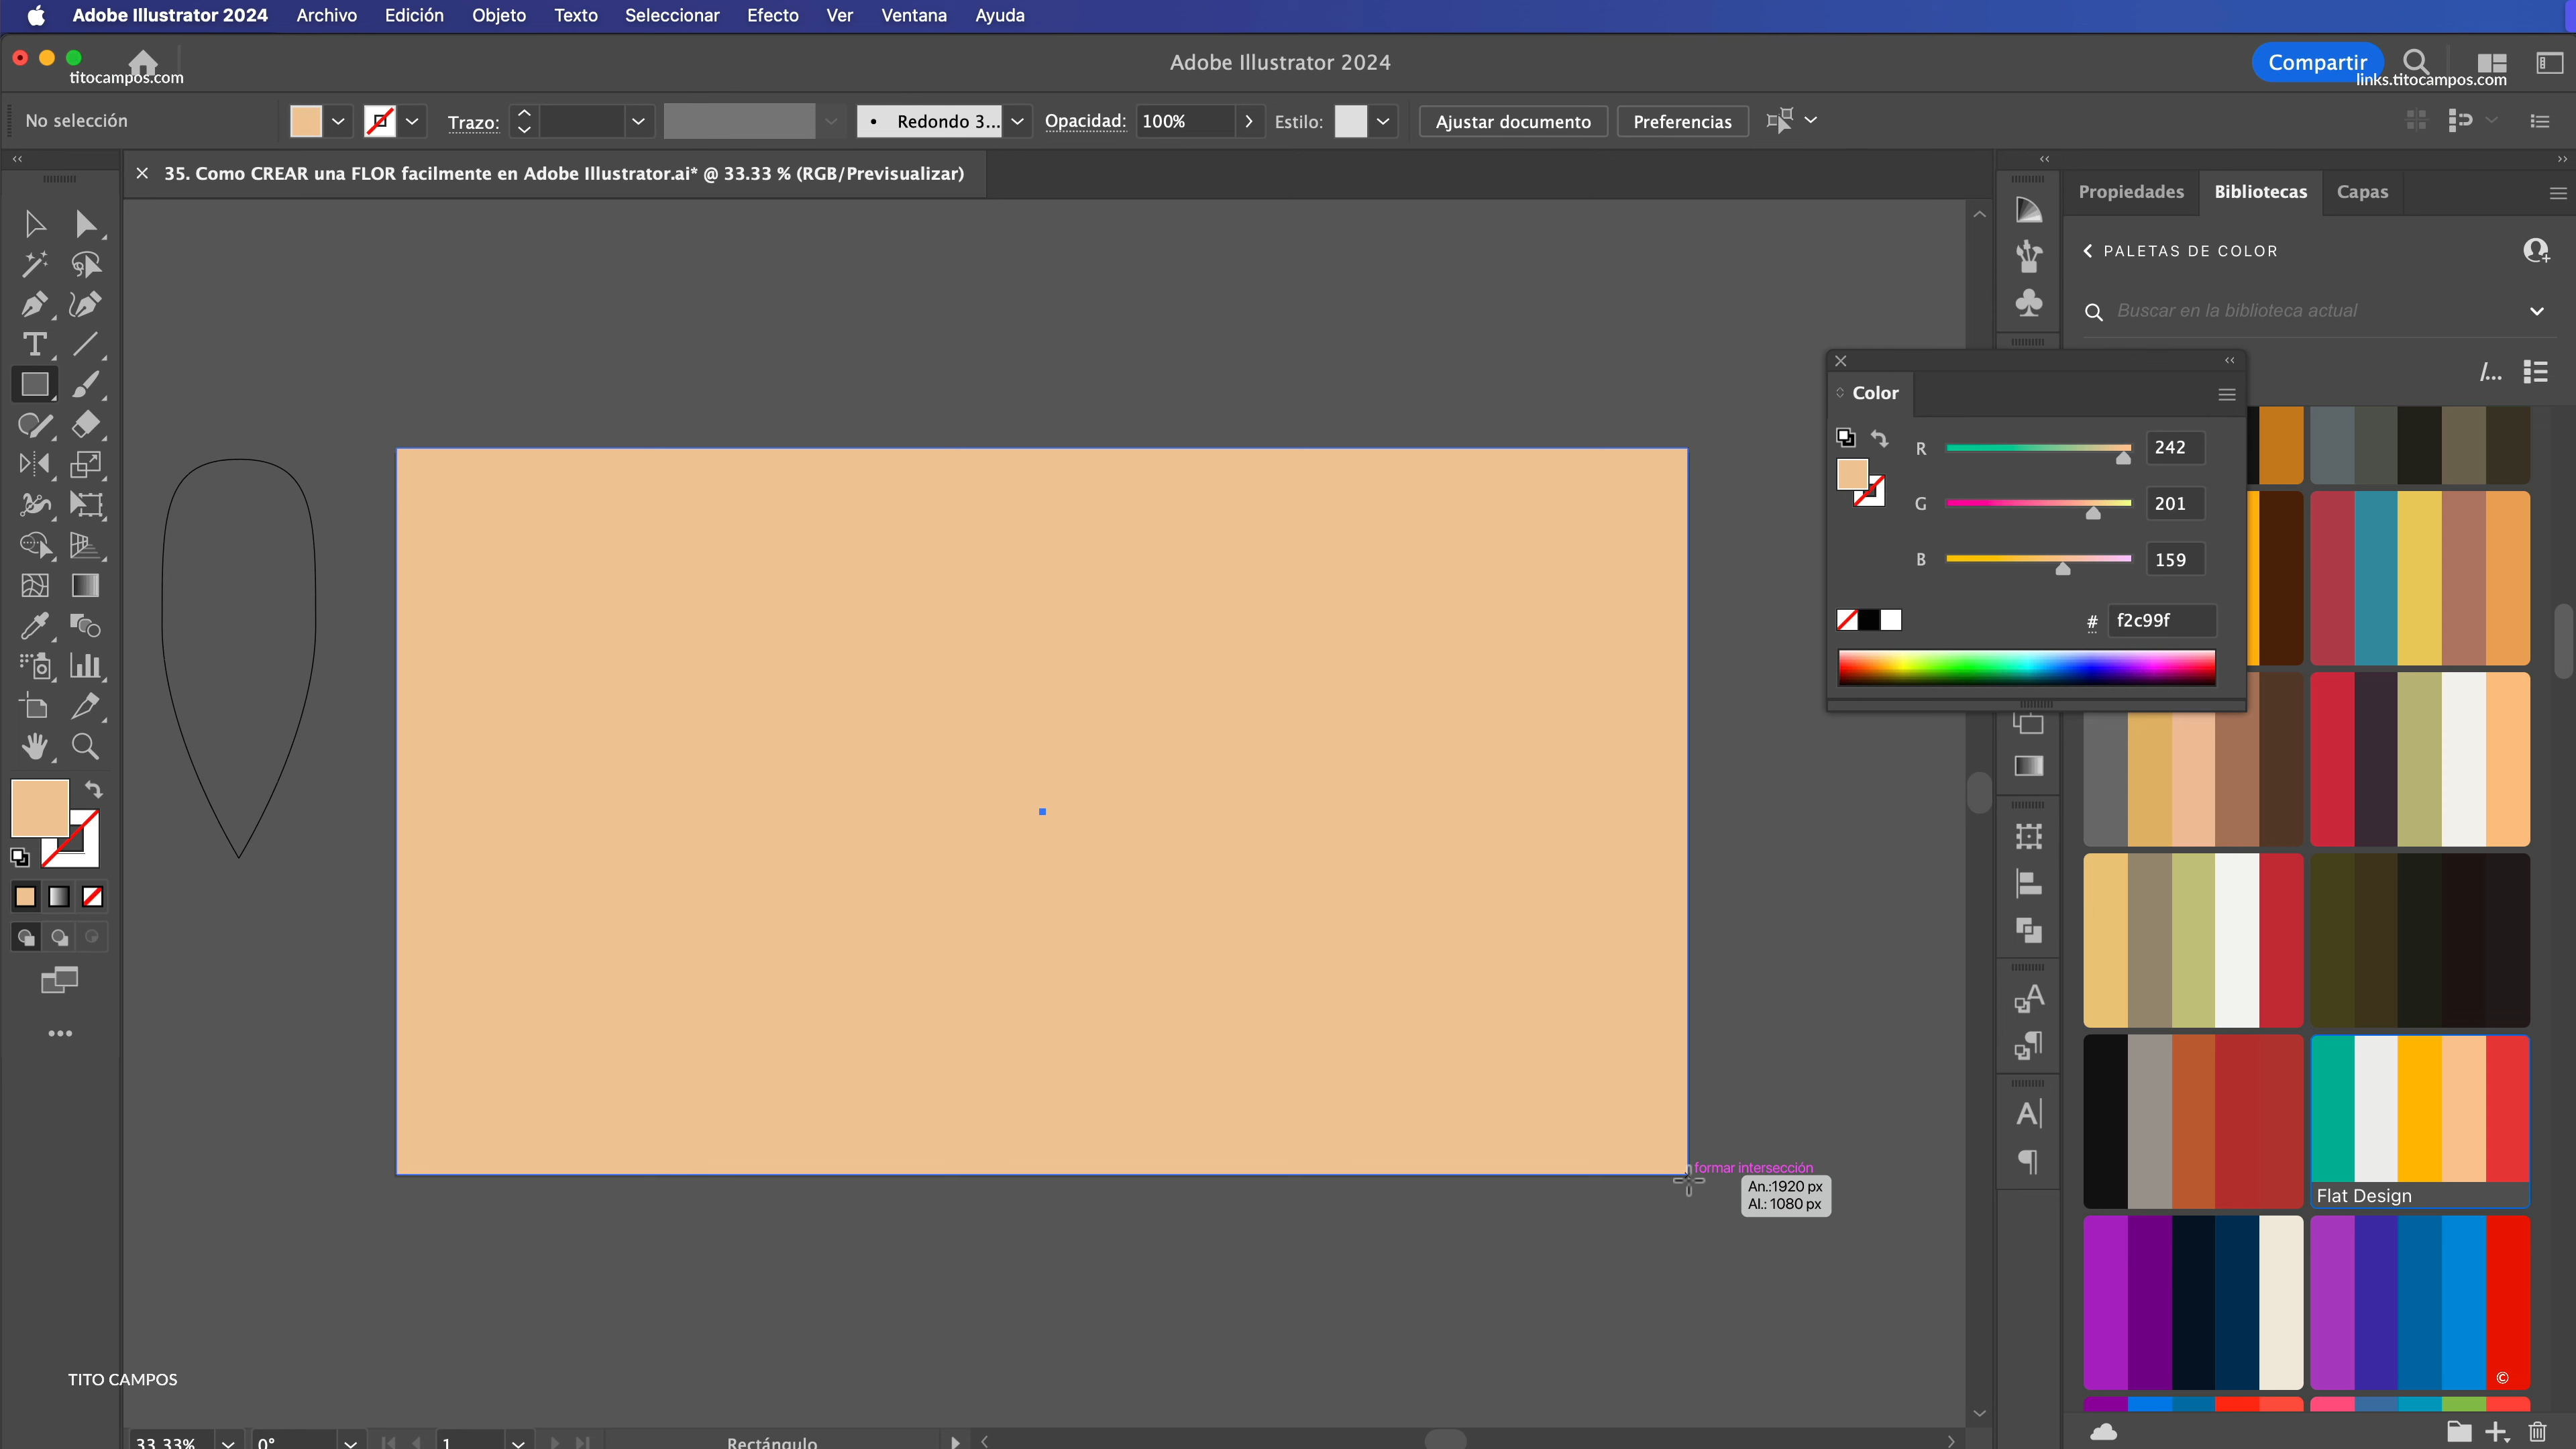 Adobe Illustrator 2024 Archivo Edición Objeto Texto Seleccionar Efecto Ver Ventana Ayuda
titocampos.com
Adobe Illustrator 2024
Compartir
links.titocampos.com
No selección
Trazo:
Redondo 3...
Opacidad: 100%
Estilo:
Ajustar documento
Preferencias
35. Como CREAR una FLOR facilmente en Adobe Illustrator.ai* @ 33.33 % (RGB/Previsualizar)
Propiedades Bibliotecas Capas
PALETAS DE COLOR
Buscar en la biblioteca actual
Color
R 242
G 201
B 159
# f2c99f
formar intersección
An.:1920 px
Al.: 1080 px
Flat Design
TITO CAMPOS
©
33.33% 0° 1 Rectángulo